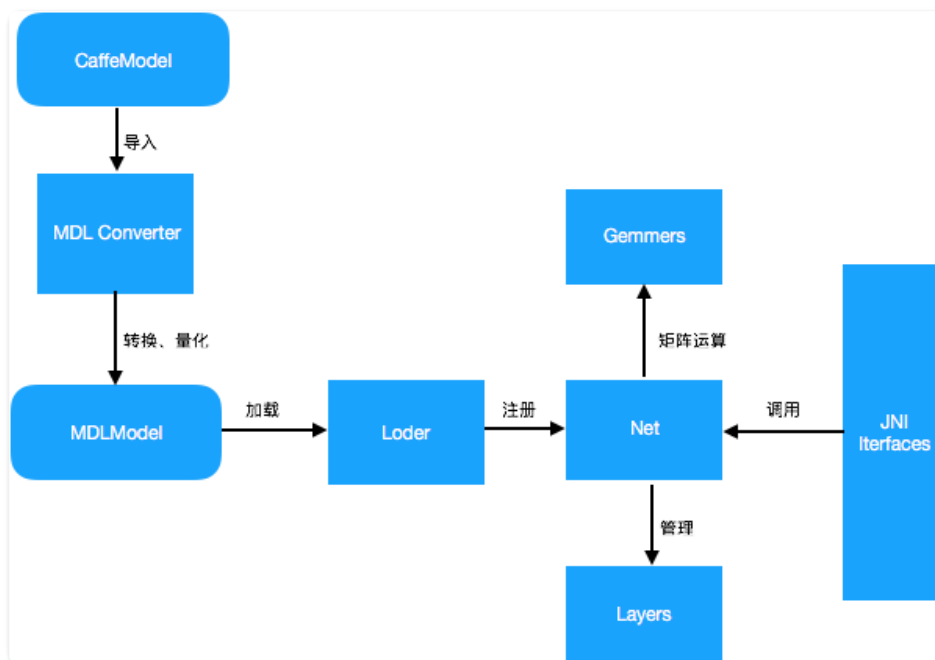 CaffeModel
导入
MDL Converter
转换、量化
MDLModel
加载
Loder
注册
Net
矩阵运算
Gemmers
管理
Layers
调用
JNI
Iterfaces